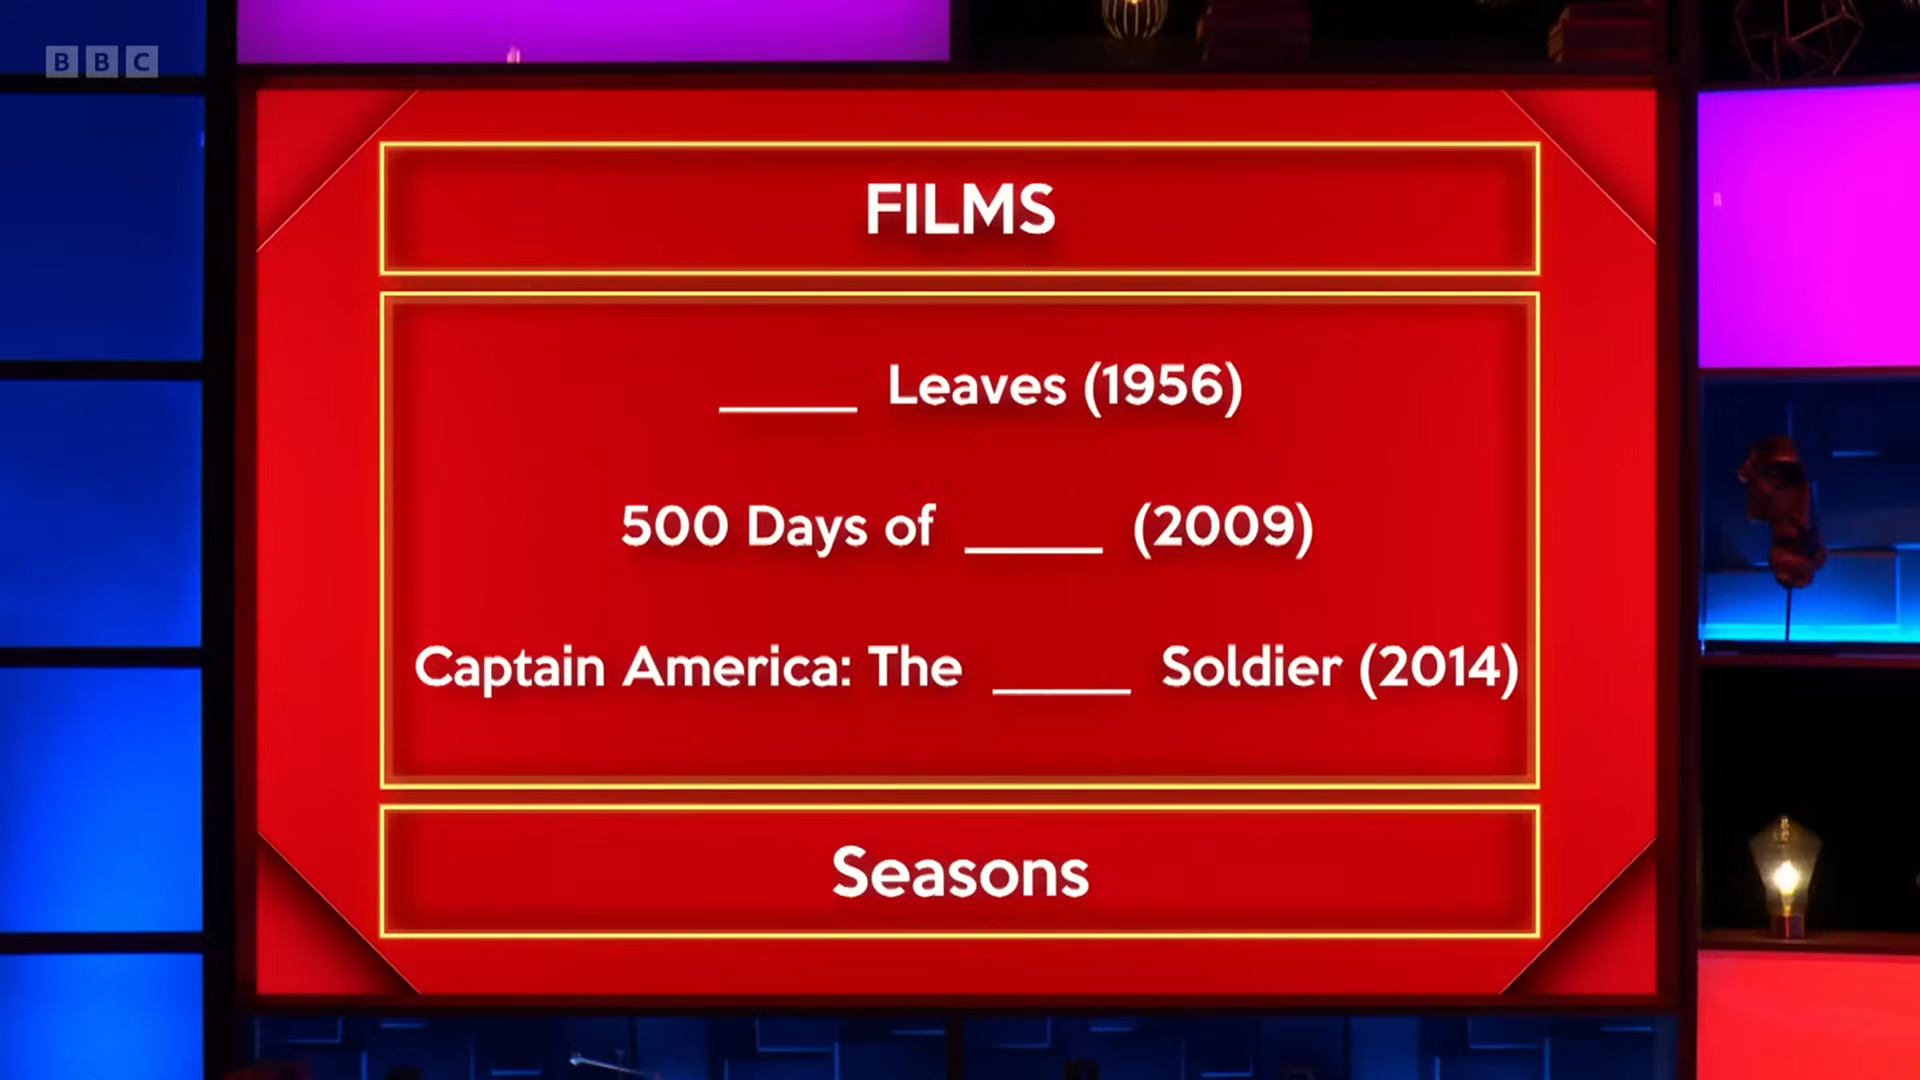 BBC
FILMS
_____ Leaves (1956)
500 Days of _____ (2009)
Captain America: The _____ Soldier (2014)
Seasons